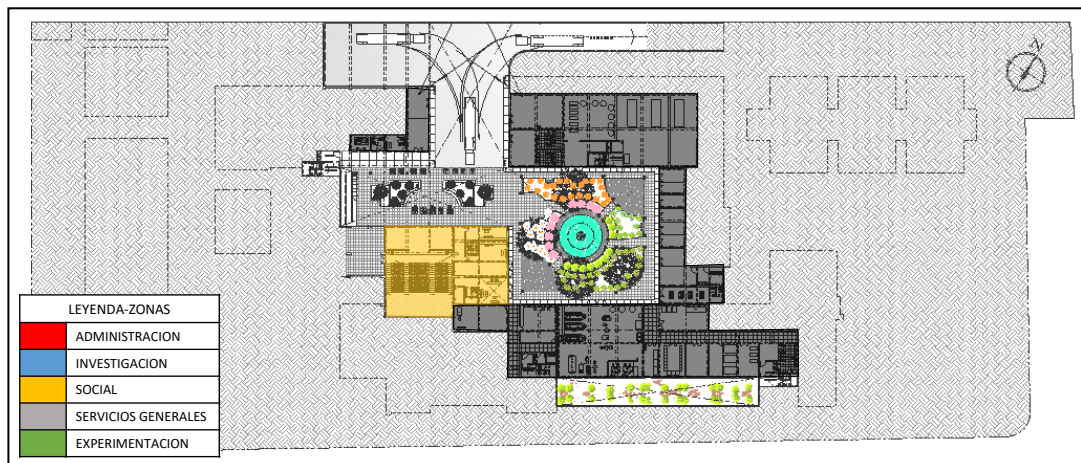 N
LEYENDA-ZONAS
ADMINISTRACION
INVESTIGACION
SOCIAL
SERVICIOS GENERALES
EXPERIMENTACION